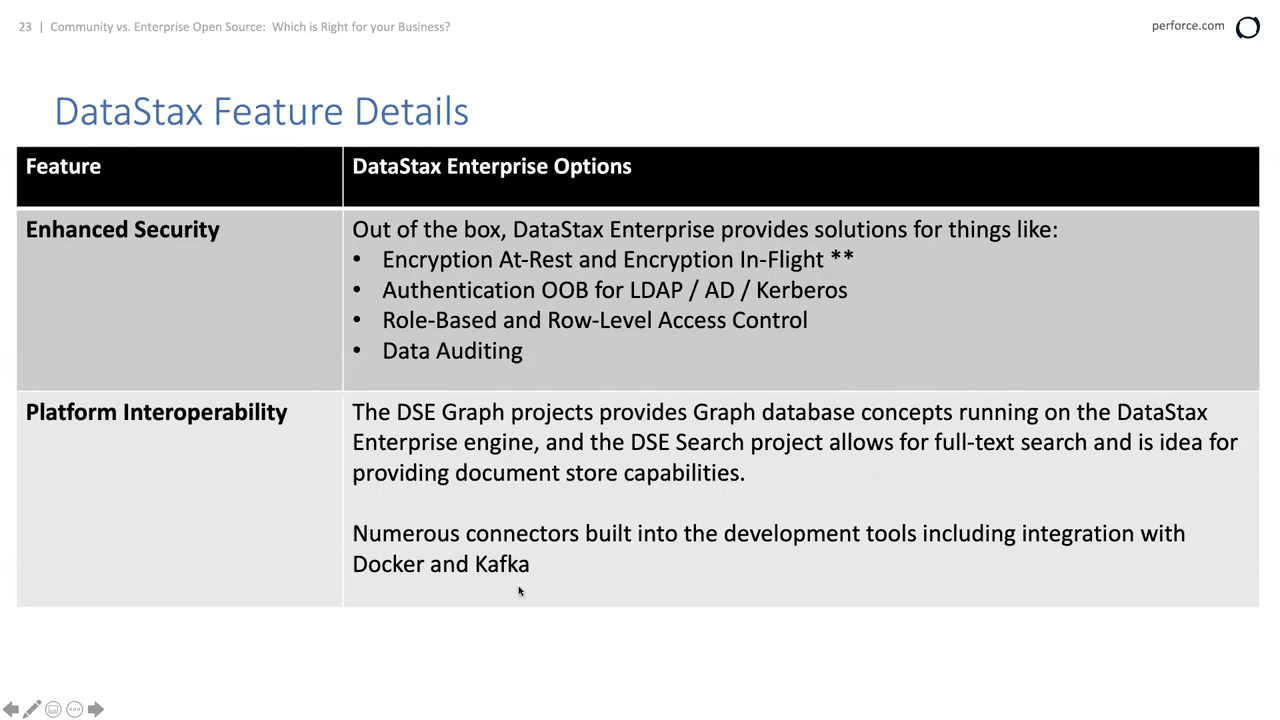 23 | Community vs. Enterprise Open Source: Which is Right for your Business?
perforce.com
DataStax Feature Details
Feature
DataStax Enterprise Options
Enhanced Security
Out of the box, DataStax Enterprise provides solutions for things like:
• Encryption At-Rest and Encryption In-Flight **
• Authentication OOB for LDAP / AD / Kerberos
• Role-Based and Row-Level Access Control
• Data Auditing
Platform Interoperability
The DSE Graph projects provides Graph database concepts running on the DataStax
Enterprise engine, and the DSE Search project allows for full-text search and is idea for
providing document store capabilities.
Numerous connectors built into the development tools including integration with
Docker and Kafka